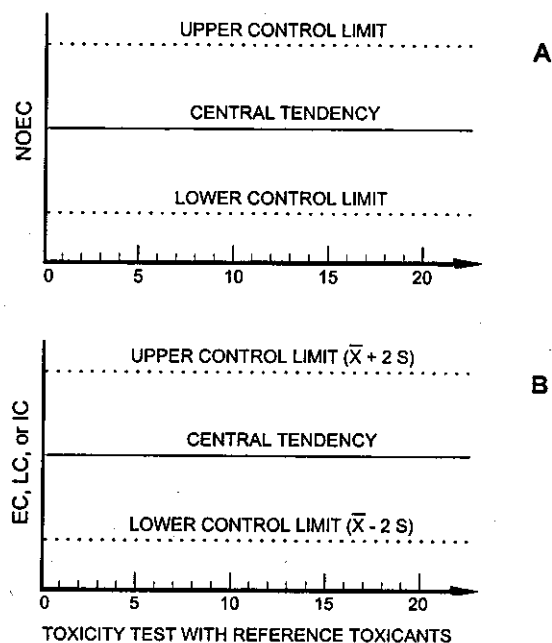 UPPER CONTROL LIMIT
A
CENTRAL TENDENCY
NOEC
LOWER CONTROL LIMIT
0 5 10 15 20
UPPER CONTROL LIMIT (X̅ + 2 S)
B
CENTRAL TENDENCY
EC, LC, or IC
LOWER CONTROL LIMIT (X̅ - 2 S)
0 5 10 15 20
TOXICITY TEST WITH REFERENCE TOXICANTS